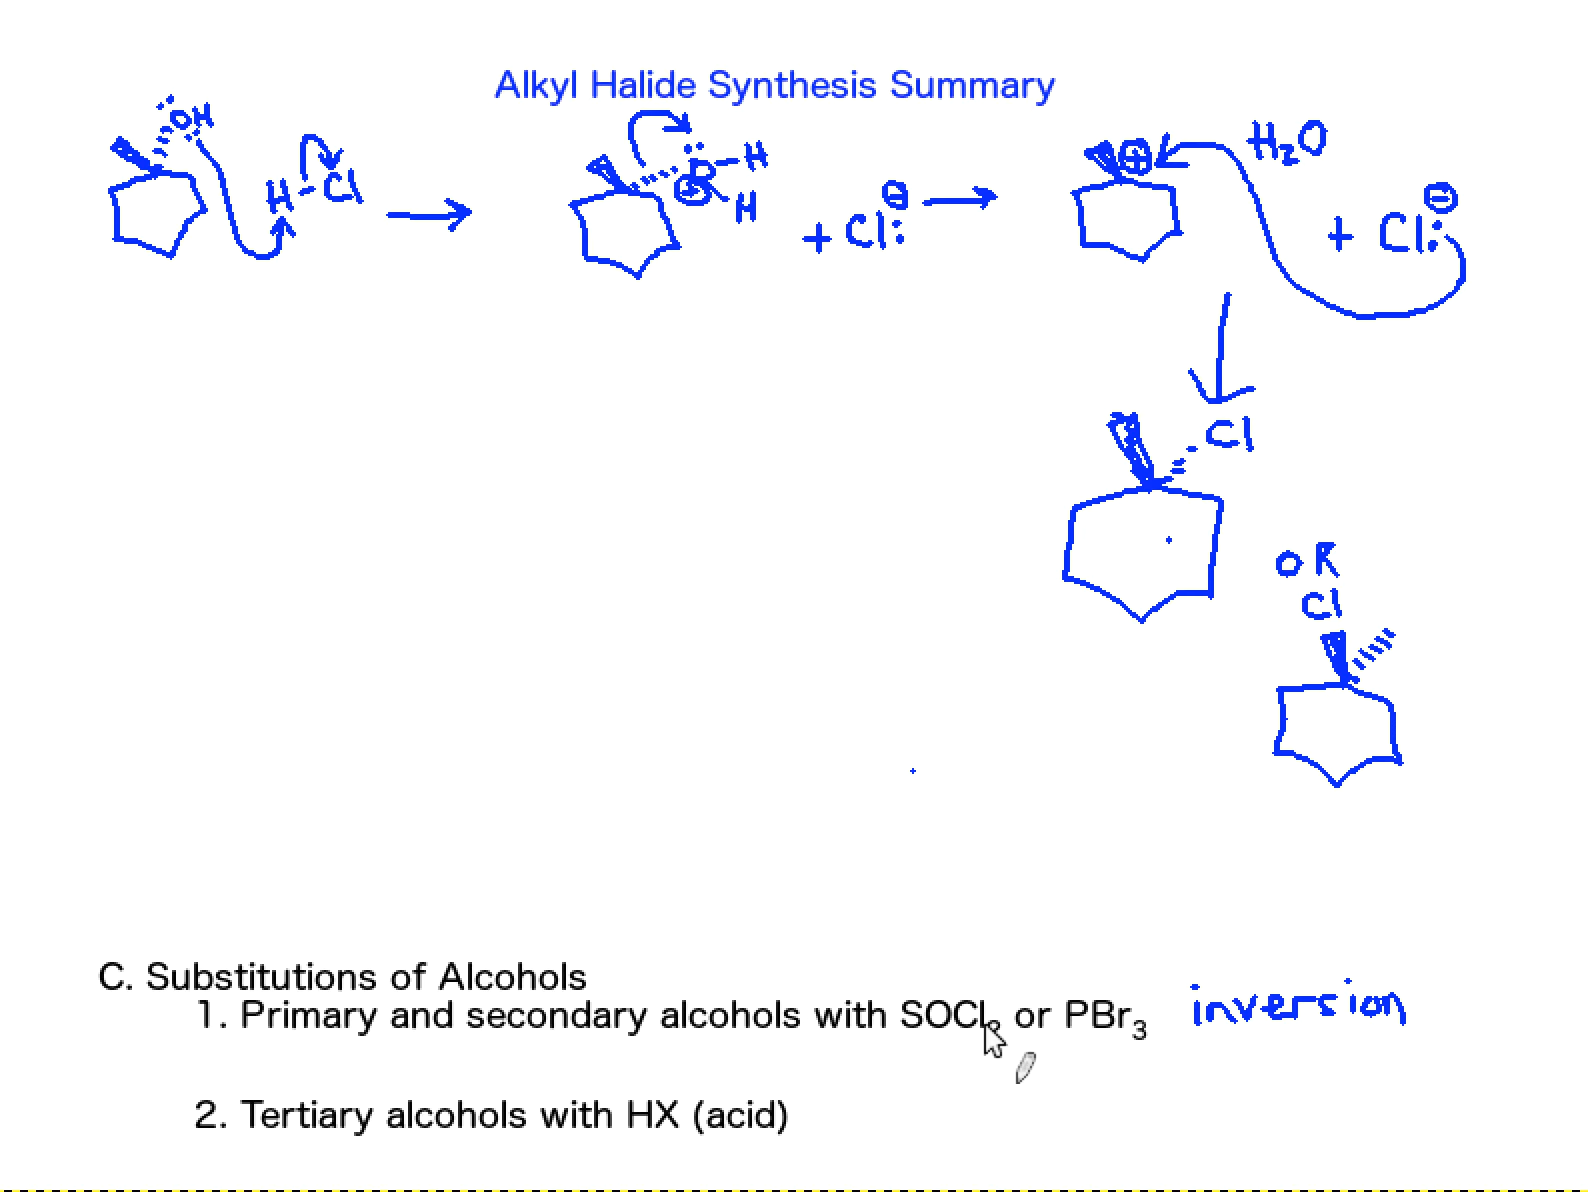 Alkyl Halide Synthesis Summary
OH
H-Cl
O-H
H
⊕
+ Cl:⊖
⊕
H₂O
+ Cl:⊖
Cl
OR
Cl
C. Substitutions of Alcohols
1. Primary and secondary alcohols with SOCl₂ or PBr₃ inversion
2. Tertiary alcohols with HX (acid)